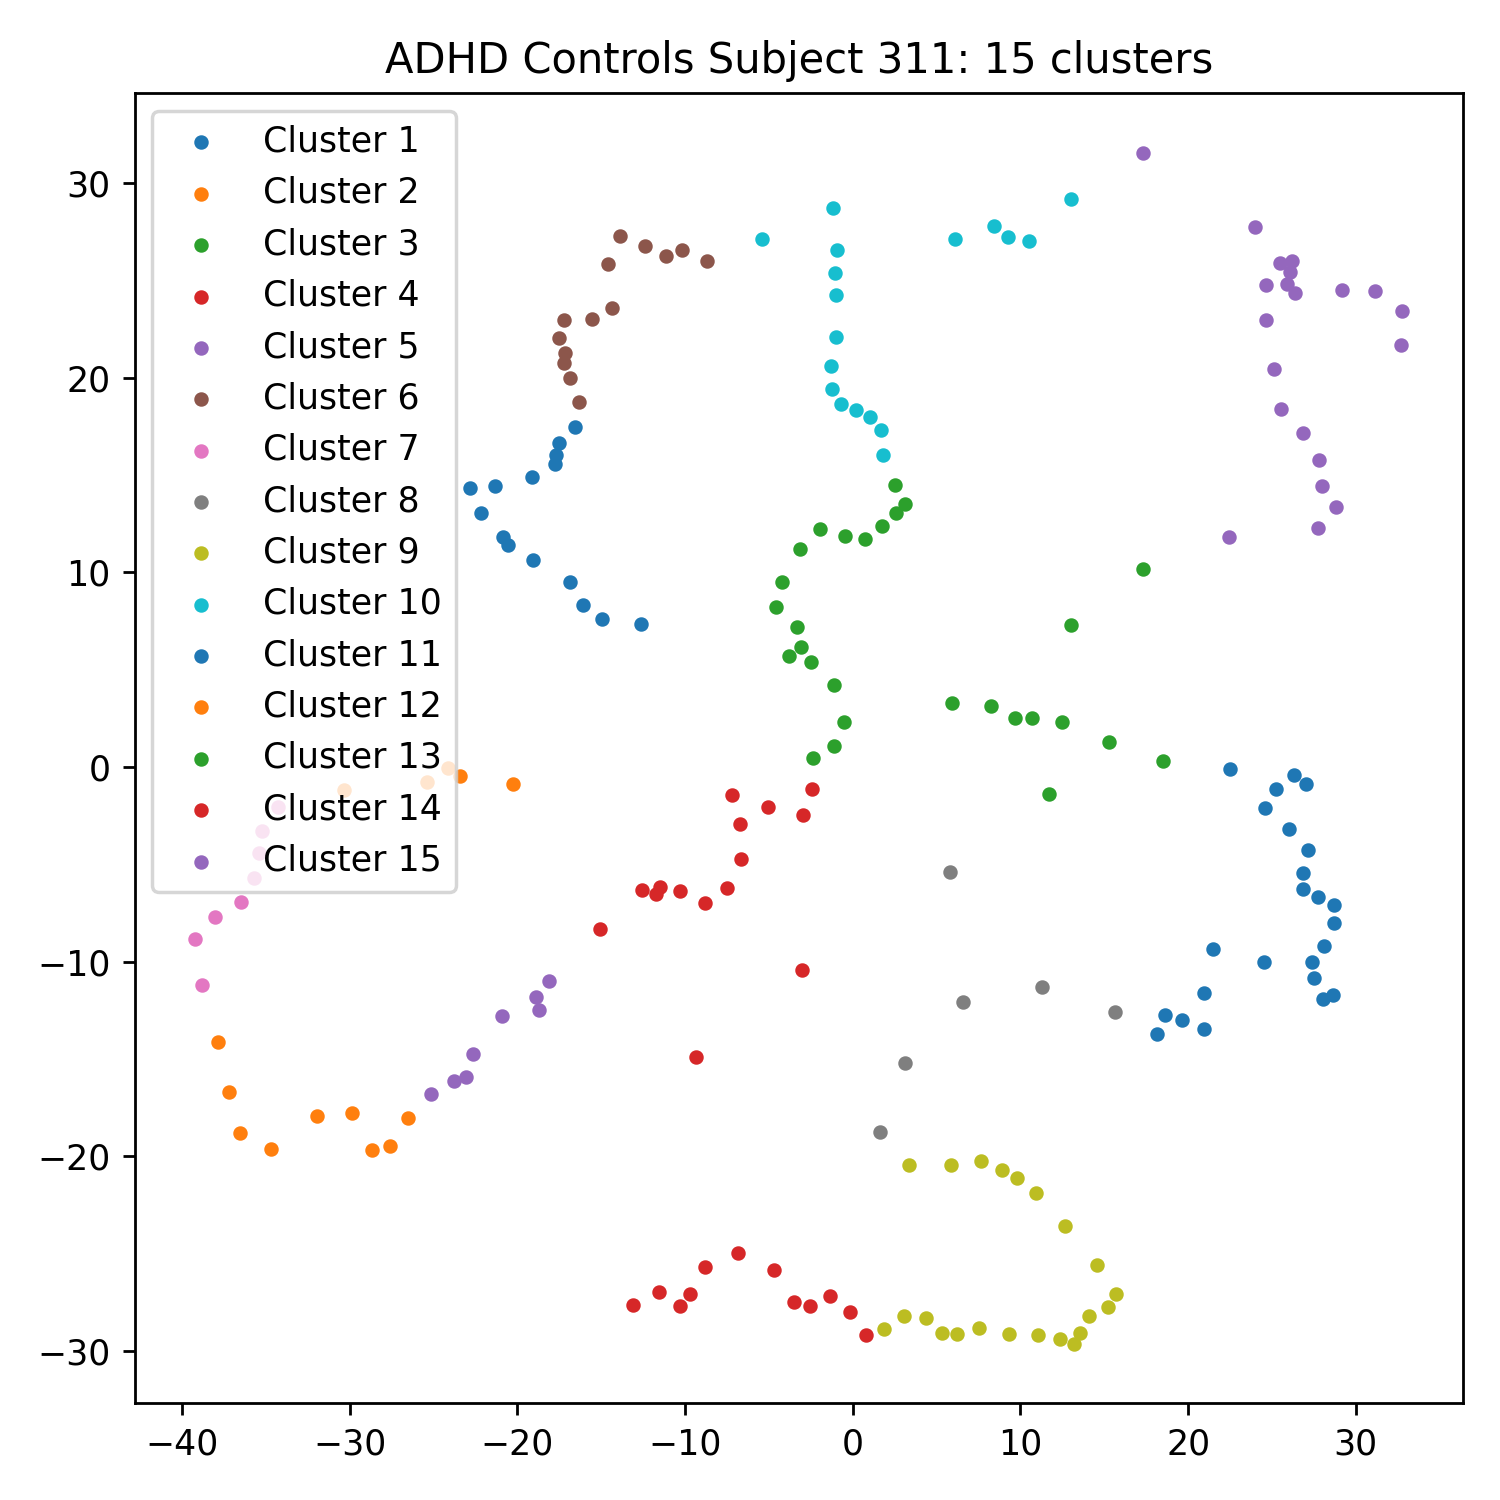 ADHD Controls Subject 311: 15 clusters
Cluster 1
Cluster 2
Cluster 3
Cluster 4
Cluster 5
Cluster 6
Cluster 7
Cluster 8
Cluster 9
Cluster 10
Cluster 11
Cluster 12
Cluster 13
Cluster 14
Cluster 15
30
20
10
0
−10
−20
−30
−40 −30 −20 −10 0 10 20 30